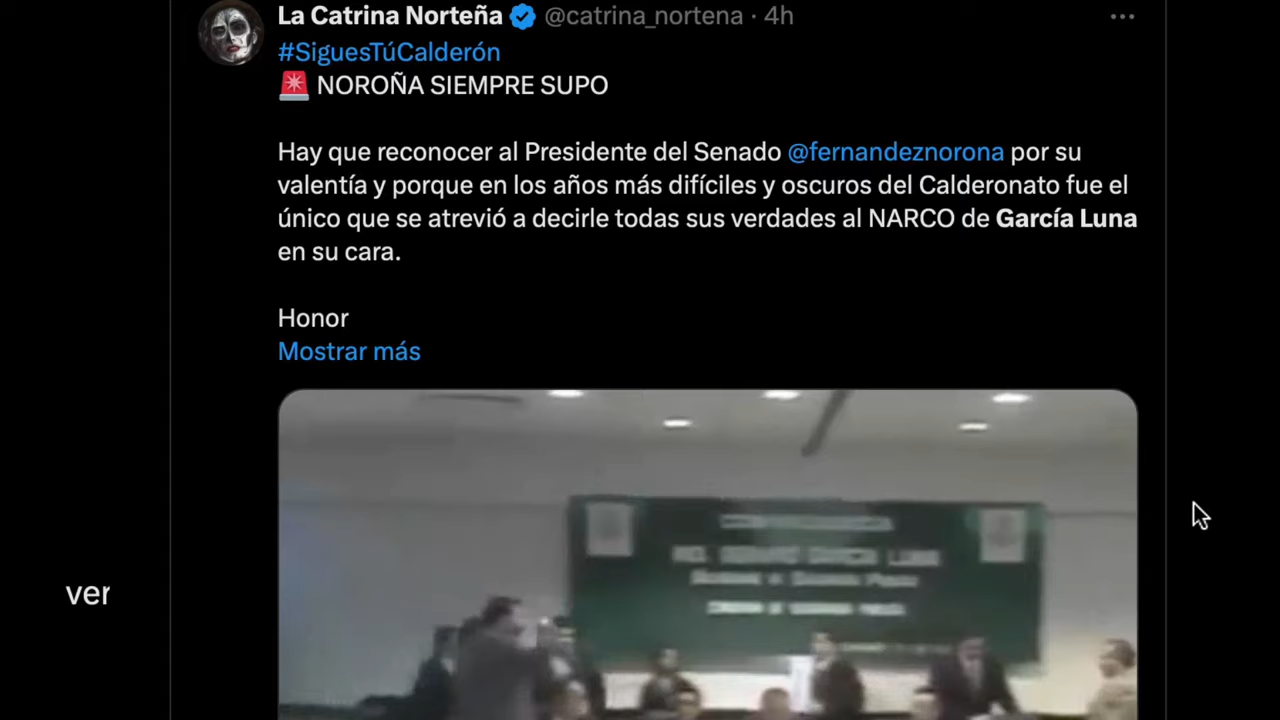 La Catrina Norteña @catrina_nortena · 4h
#SiguesTúCalderón
🚨 NOROÑA SIEMPRE SUPO
Hay que reconocer al Presidente del Senado @fernandeznorona por su
valentía y porque en los años más difíciles y oscuros del Calderonato fue el
único que se atrevió a decirle todas sus verdades al NARCO de García Luna
en su cara.
Honor
Mostrar más
ver
GARCIA LUNA